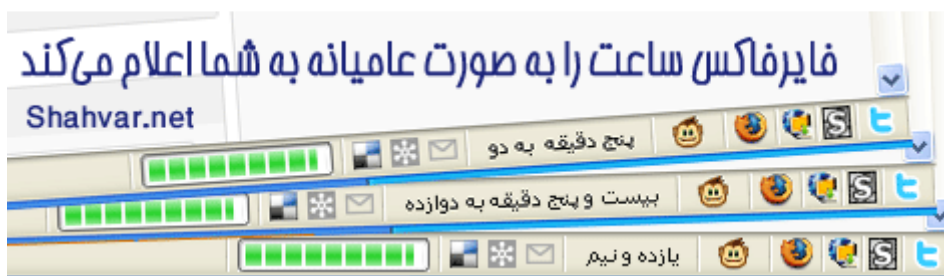 فایرفاکس ساعت را به صورت عامیانه به شما اعلام می‌کند
Shahvar.net
پنج دقیقه به دو
بیست و پنج دقیقه به دوازده
یازده و نیم